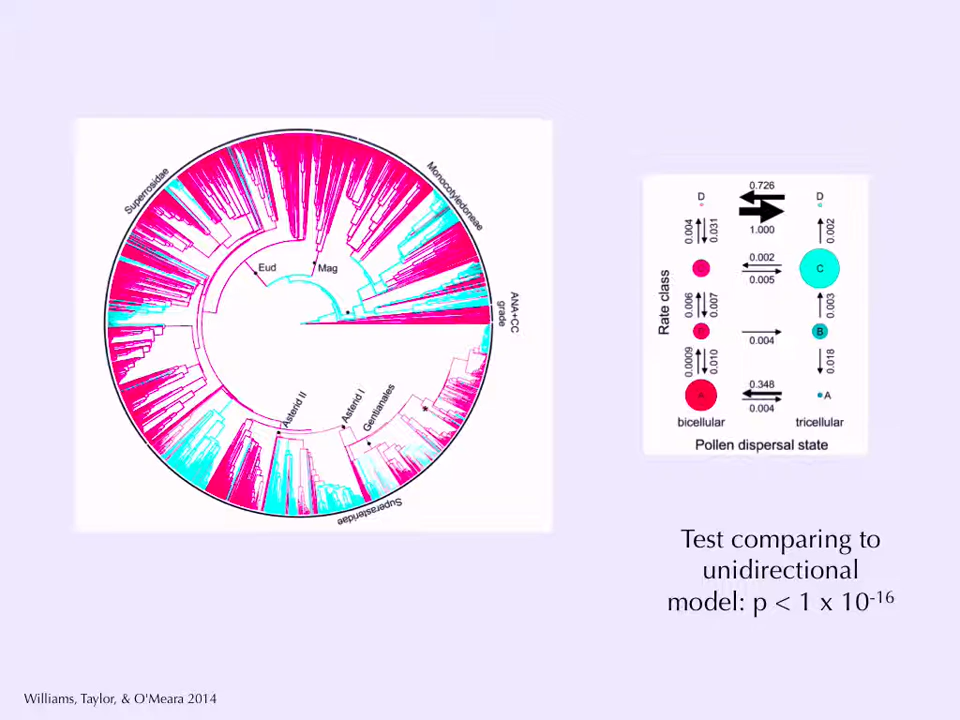 Superrosidae
Monocotyledoneae
Eud
Mag
ANA+CC
grade
Asterid II
Asterid I
Gentianales
*
Superasteridae
0.726
D
D
1.000
0.004
0.031
0.002
0.002
C
0.005
Rate class
0.006
0.007
0.003
B
0.004
0.0009
0.010
0.018
0.348
A
A
0.004
bicellular
tricellular
Pollen dispersal state
Test comparing to
unidirectional
model: p < 1 x 10-16
Williams, Taylor, & O'Meara 2014